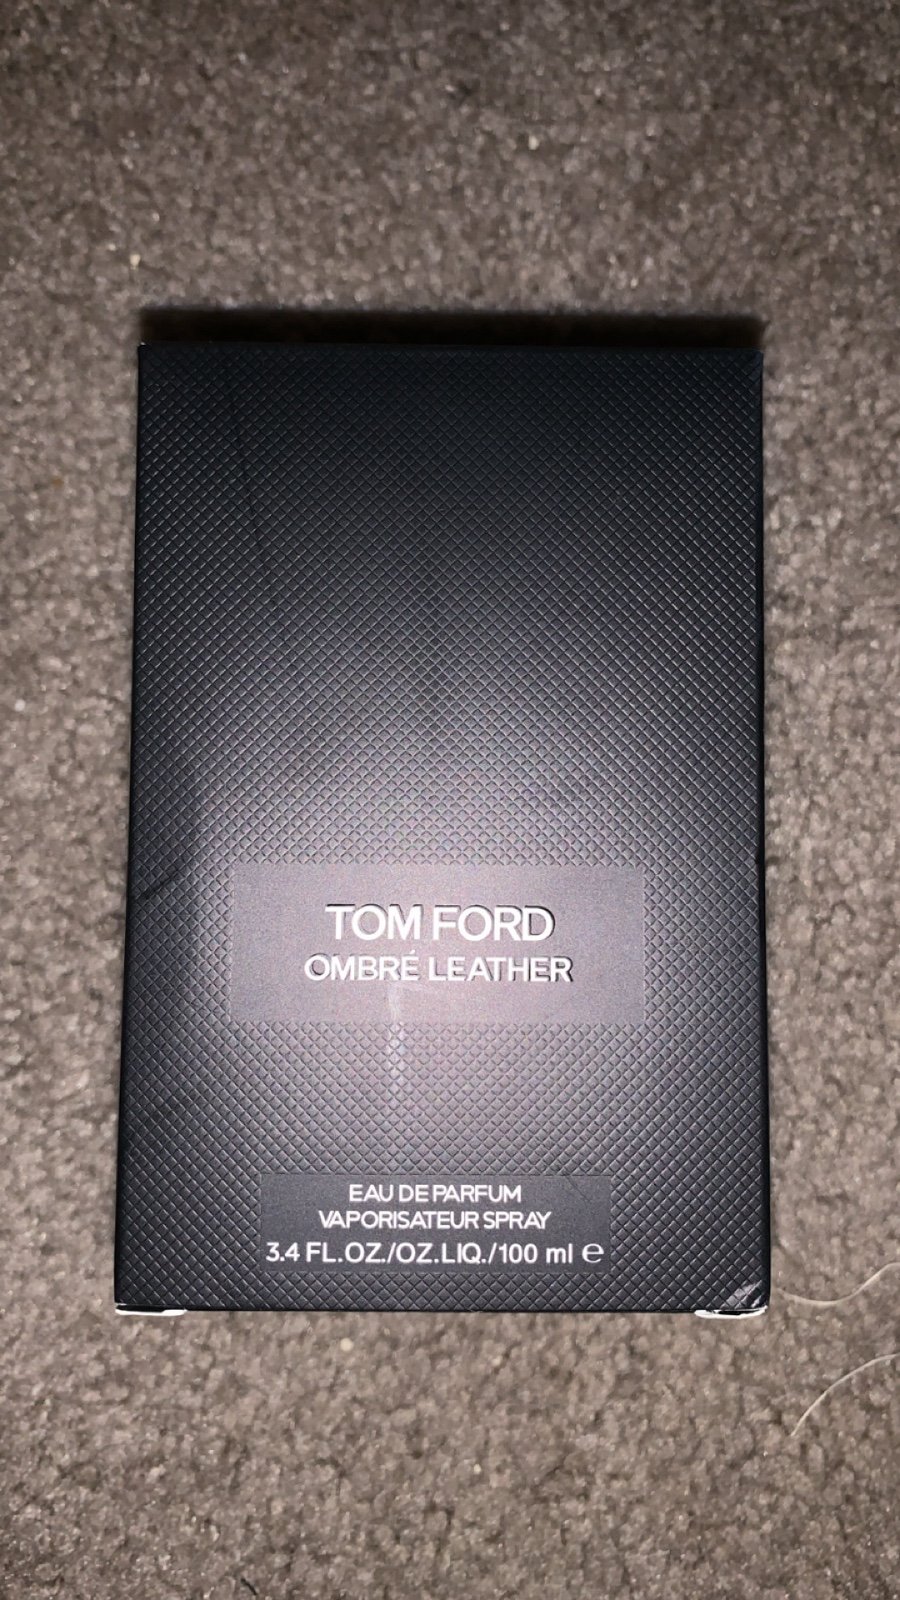 TOM FORD
OMBRÉ LEATHER
EAU DE PARFUM
VAPORISATEUR SPRAY
3.4 FL.OZ./OZ.LIQ./100 ml ℮